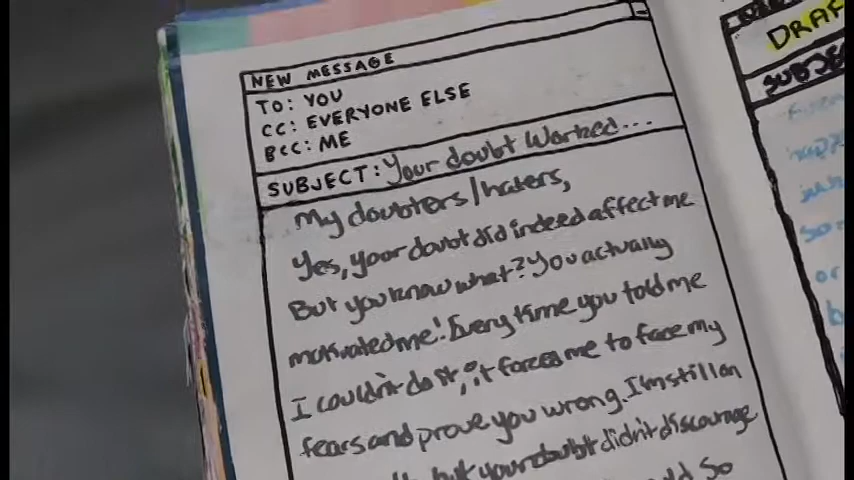 NEW MESSAGE
TO: YOU
CC: EVERYONE ELSE
BCC: ME
SUBJECT: Your doubt Worked...
My doubters/haters,
Yes, your doubt did indeed affect me
But you know what? You actually
motivated me! Every time you told me
I couldn't do it, it forces me to face my
fears and prove you wrong. I'm still on
but your doubt didn't discourage
So
DRAF
SUBJEC